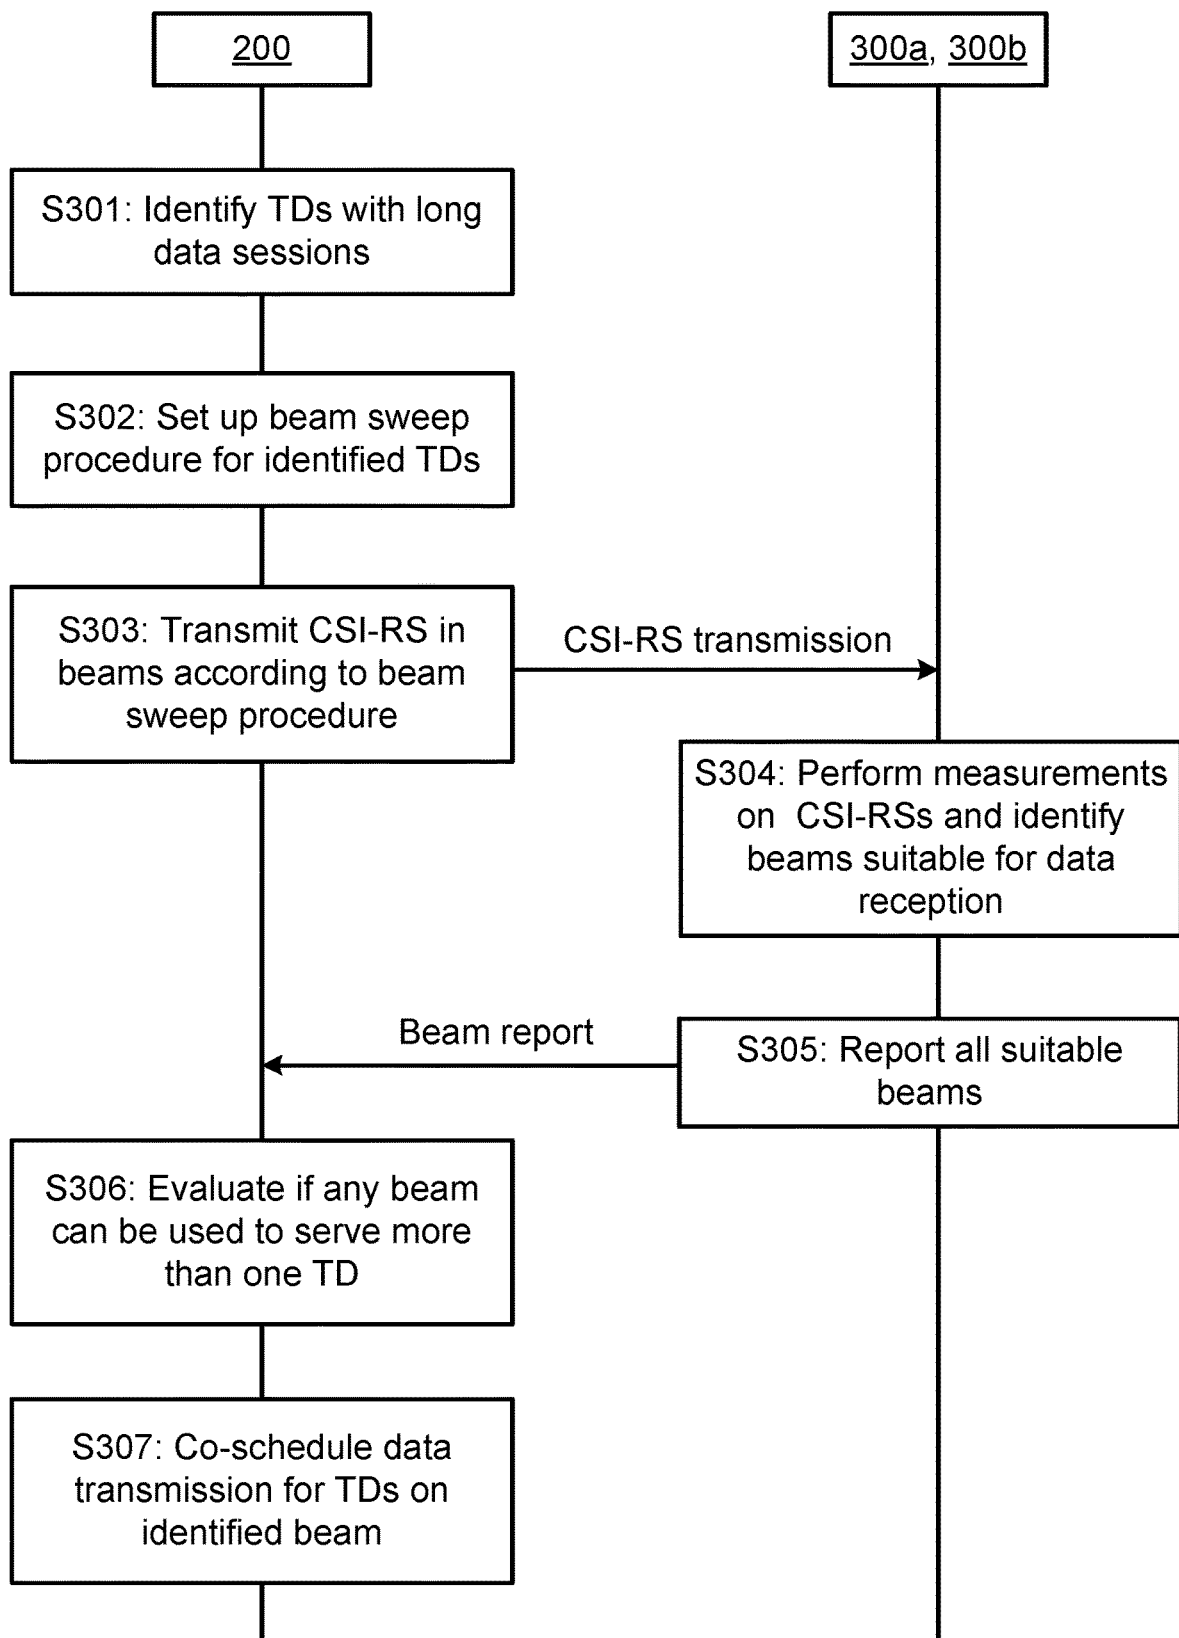 200
300a, 300b
S301: Identify TDs with long
data sessions
S302: Set up beam sweep
procedure for identified TDs
S303: Transmit CSI-RS in
beams according to beam
sweep procedure
CSI-RS transmission
S304: Perform measurements
on CSI-RSs and identify
beams suitable for data
reception
Beam report
S305: Report all suitable
beams
S306: Evaluate if any beam
can be used to serve more
than one TD
S307: Co-schedule data
transmission for TDs on
identified beam